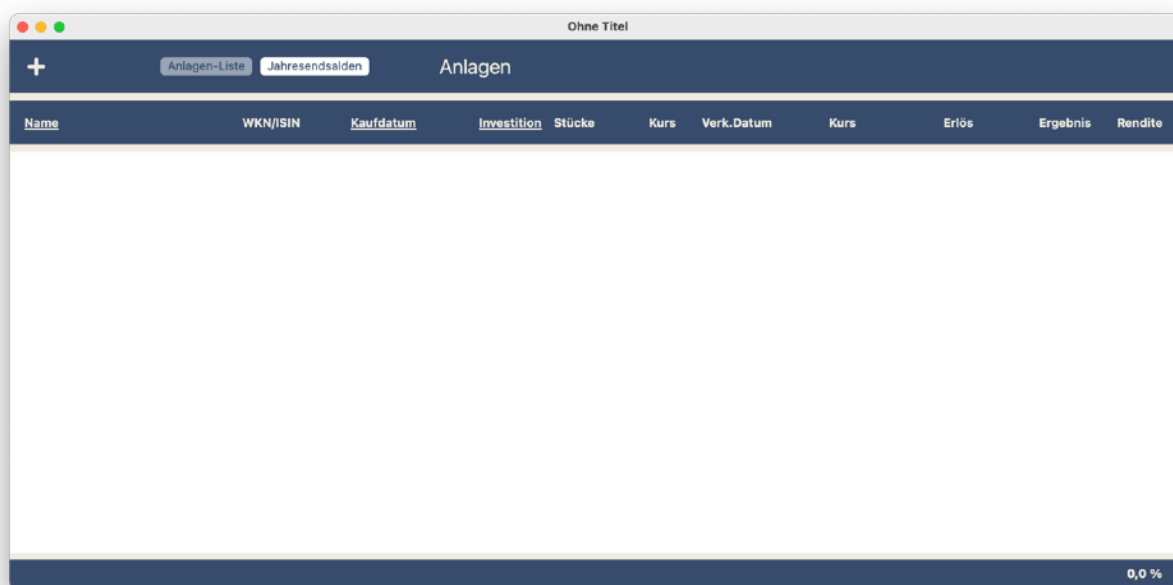 Ohne Titel
+ Anlagen-Liste Jahresendsalden Anlagen
Name WKN/ISIN Kaufdatum Investition Stücke Kurs Verk.Datum Kurs Erlös Ergebnis Rendite
0,0 %